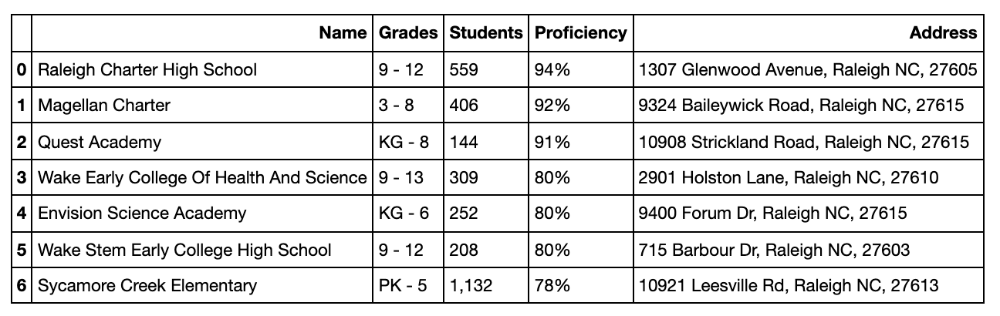 Name Grades Students Proficiency Address
0 Raleigh Charter High School 9 - 12 559 94% 1307 Glenwood Avenue, Raleigh NC, 27605
1 Magellan Charter 3 - 8 406 92% 9324 Baileywick Road, Raleigh NC, 27615
2 Quest Academy KG - 8 144 91% 10908 Strickland Road, Raleigh NC, 27615
3 Wake Early College Of Health And Science 9 - 13 309 80% 2901 Holston Lane, Raleigh NC, 27610
4 Envision Science Academy KG - 6 252 80% 9400 Forum Dr, Raleigh NC, 27615
5 Wake Stem Early College High School 9 - 12 208 80% 715 Barbour Dr, Raleigh NC, 27603
6 Sycamore Creek Elementary PK - 5 1,132 78% 10921 Leesville Rd, Raleigh NC, 27613